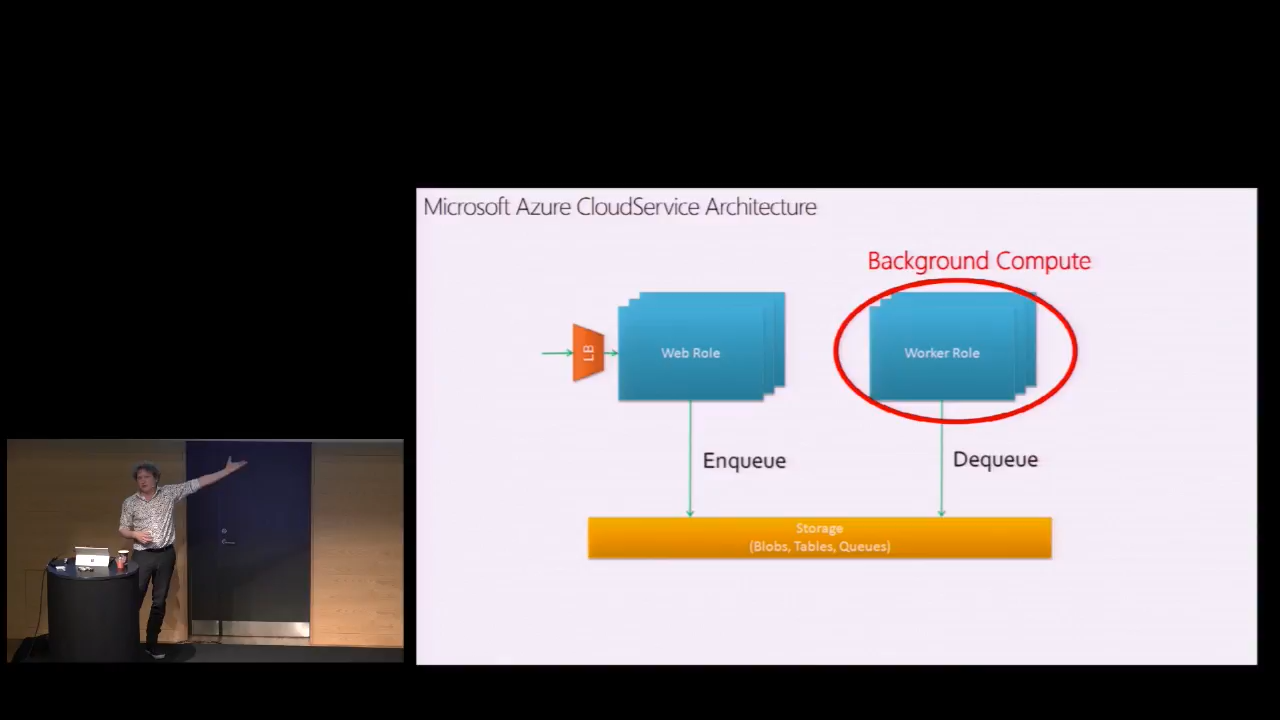 Microsoft Azure CloudService Architecture
Background Compute
LB
Web Role
Worker Role
Enqueue
Dequeue
Storage
(Blobs, Tables, Queues)